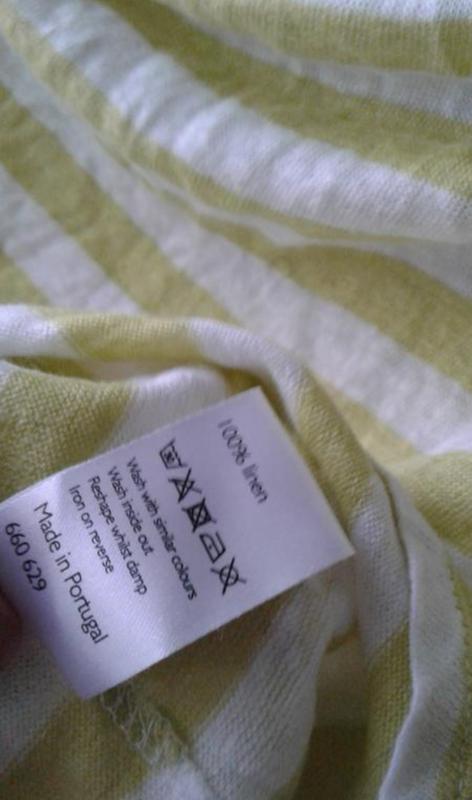 100% linen
Wash with similar colours
Wash inside out
Reshape whilst damp
Iron on reverse
Made in Portugal
660 629